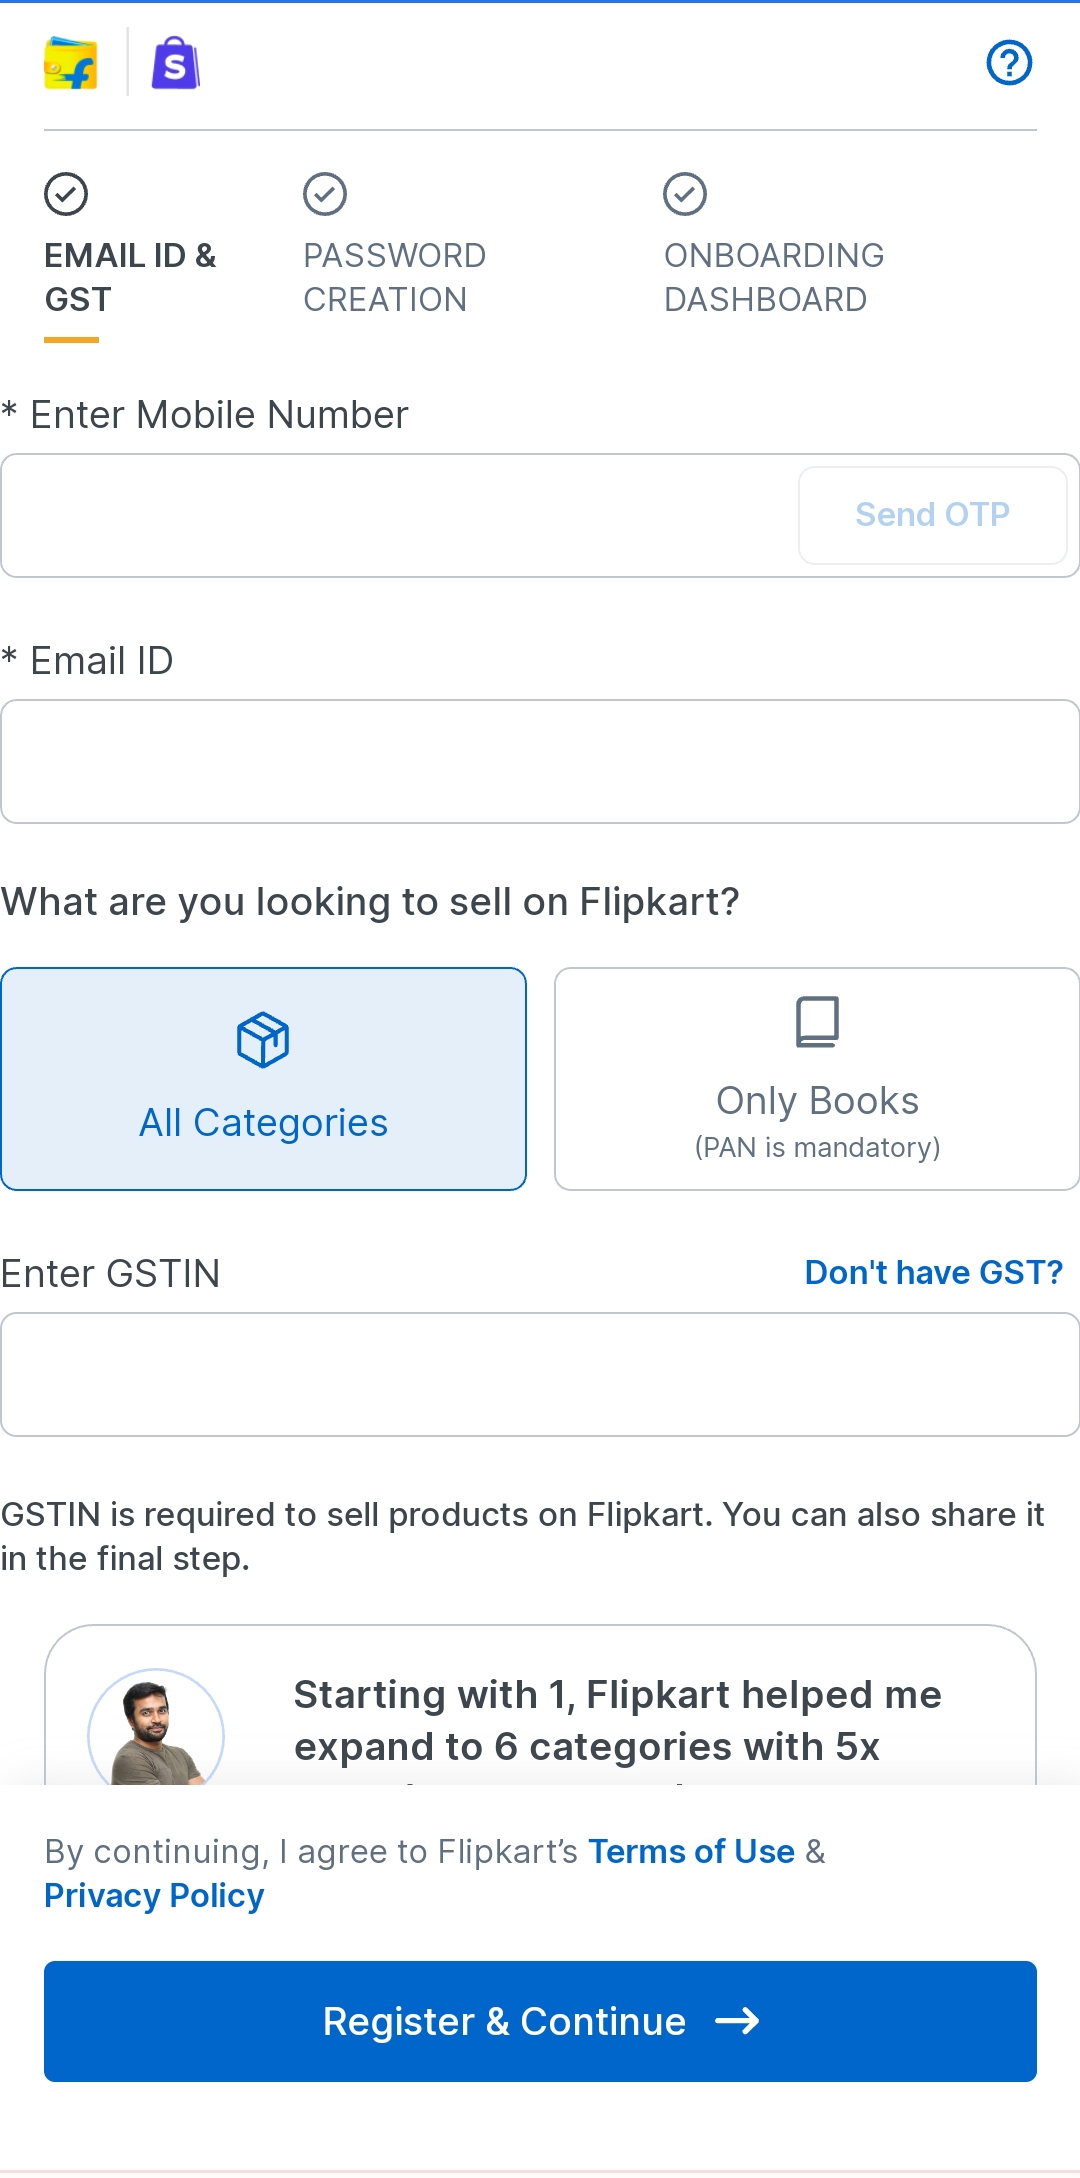 EMAIL ID &
GST
PASSWORD
CREATION
ONBOARDING
DASHBOARD
* Enter Mobile Number
Send OTP
* Email ID
What are you looking to sell on Flipkart?
All Categories
Only Books
(PAN is mandatory)
Enter GSTIN
Don't have GST?
GSTIN is required to sell products on Flipkart. You can also share it
in the final step.
Starting with 1, Flipkart helped me
expand to 6 categories with 5x
By continuing, I agree to Flipkart’s Terms of Use &
Privacy Policy
Register & Continue